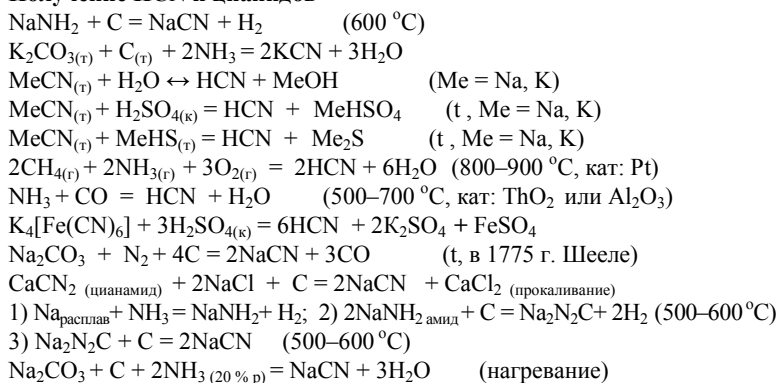 Получение HCN и цианидов
NaNH₂ + C = NaCN + H₂ (600 °C)
K₂CO₃₍т₎ + C₍т₎ + 2NH₃ = 2KCN + 3H₂O
MeCN₍т₎ + H₂O ↔ HCN + MeOH (Me = Na, K)
MeCN₍т₎ + H₂SO₄₍к₎ = HCN + MeHSO₄ (t , Me = Na, K)
MeCN₍т₎ + MeHS₍т₎ = HCN + Me₂S (t , Me = Na, K)
2CH₄₍г₎ + 2NH₃₍г₎ + 3O₂₍г₎ = 2HCN + 6H₂O (800–900 °C, кат: Pt)
NH₃ + CO = HCN + H₂O (500–700 °C, кат: ThO₂ или Al₂O₃)
K₄[Fe(CN)₆] + 3H₂SO₄₍к₎ = 6HCN + 2K₂SO₄ + FeSO₄
Na₂CO₃ + N₂ + 4C = 2NaCN + 3CO (t, в 1775 г. Шееле)
CaCN₂ (цианамид) + 2NaCl + C = 2NaCN + CaCl₂ (прокаливание)
1) Na расплав + NH₃ = NaNH₂ + H₂; 2) 2NaNH₂ амид + C = Na₂N₂C + 2H₂ (500–600 °C)
3) Na₂N₂C + C = 2NaCN (500–600 °C)
Na₂CO₃ + C + 2NH₃ (20 % р) = NaCN + 3H₂O (нагревание)